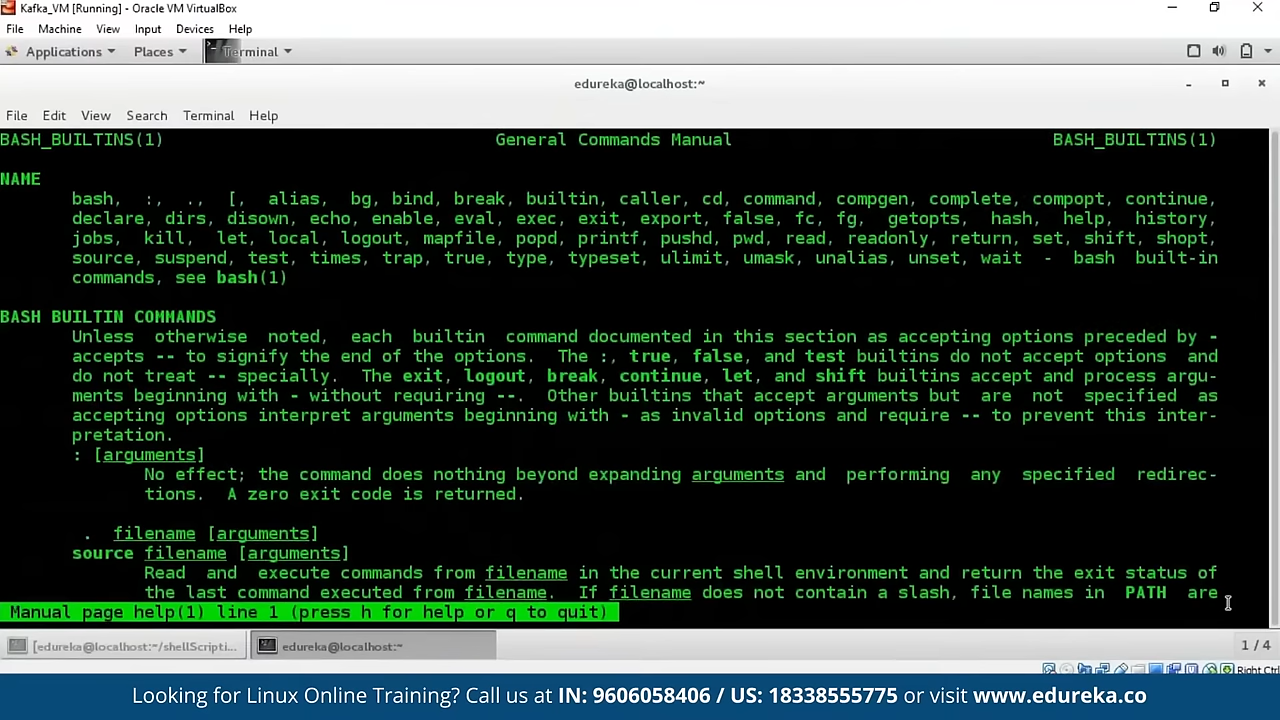 Kafka_VM [Running] - Oracle VM VirtualBox
File Machine View Input Devices Help
Applications Places Terminal
edureka@localhost:~
File Edit View Search Terminal Help
BASH_BUILTINS(1) General Commands Manual BASH_BUILTINS(1)
NAME
bash, :, ., [, alias, bg, bind, break, builtin, caller, cd, command, compgen, complete, compopt, continue,
declare, dirs, disown, echo, enable, eval, exec, exit, export, false, fc, fg, getopts, hash, help, history,
jobs, kill, let, local, logout, mapfile, popd, printf, pushd, pwd, read, readonly, return, set, shift, shopt,
source, suspend, test, times, trap, true, type, typeset, ulimit, umask, unalias, unset, wait - bash built-in
commands, see bash(1)
BASH BUILTIN COMMANDS
Unless otherwise noted, each builtin command documented in this section as accepting options preceded by -
accepts -- to signify the end of the options. The :, true, false, and test builtins do not accept options and
do not treat -- specially. The exit, logout, break, continue, let, and shift builtins accept and process argu-
ments beginning with - without requiring --. Other builtins that accept arguments but are not specified as
accepting options interpret arguments beginning with - as invalid options and require -- to prevent this inter-
pretation.
: [arguments]
No effect; the command does nothing beyond expanding arguments and performing any specified redirec-
tions. A zero exit code is returned.
. filename [arguments]
source filename [arguments]
Read and execute commands from filename in the current shell environment and return the exit status of
the last command executed from filename. If filename does not contain a slash, file names in PATH are
Manual page help(1) line 1 (press h for help or q to quit)
[edureka@localhost:~/shellScripti... edureka@localhost:~ 1 / 4
Right Ctrl
Looking for Linux Online Training? Call us at IN: 9606058406 / US: 18338555775 or visit www.edureka.co